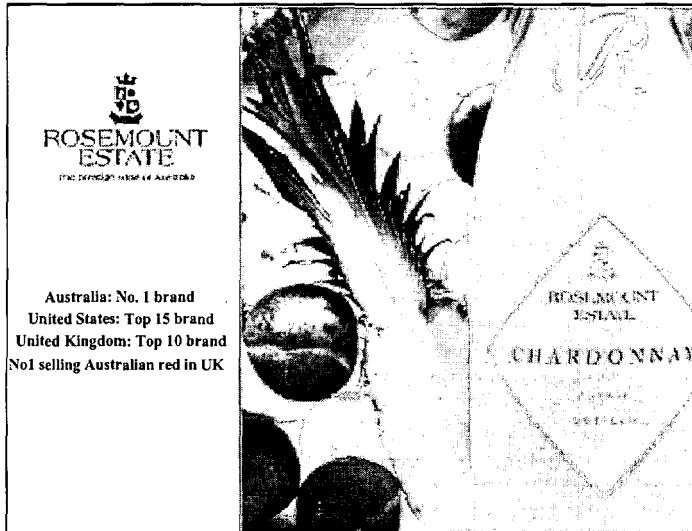 ROSEMOUNT
ESTATE
Australia: No. 1 brand
United States: Top 15 brand
United Kingdom: Top 10 brand
No1 selling Australian red in UK
ROSEMOUNT
ESTATE
CHARDONNAY